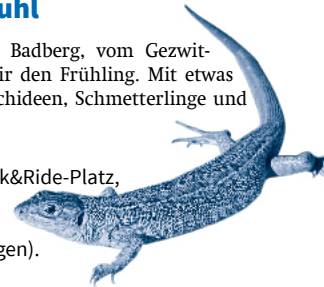 uhl
Badberg, vom Gezwit-
ir den Frühling. Mit etwas
chideen, Schmetterlinge und
k&Ride-Platz,
gen).